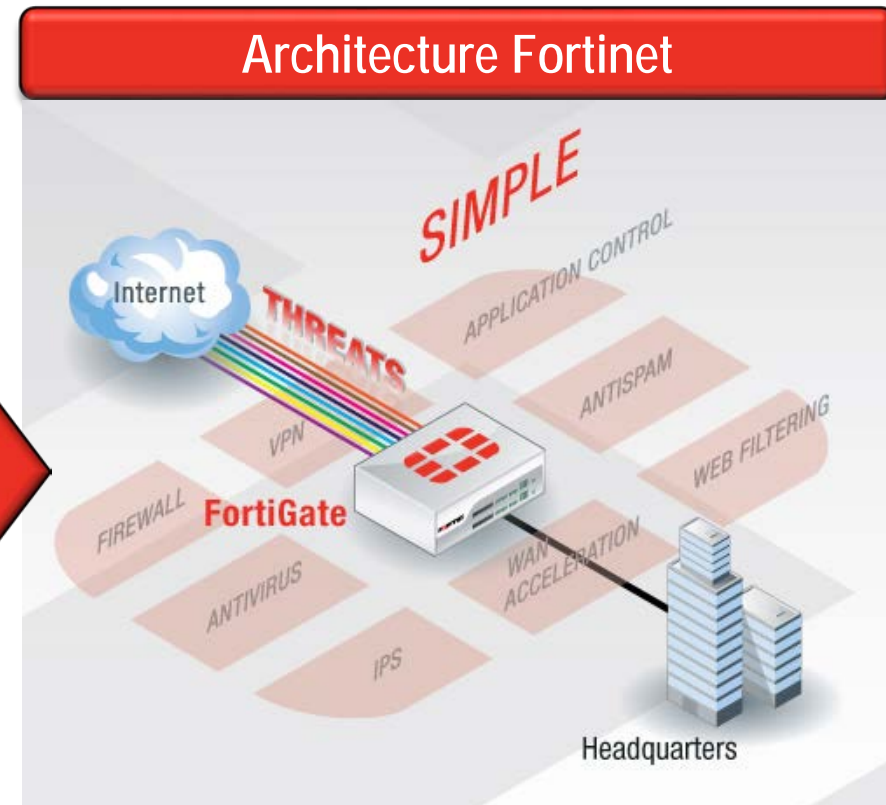 Architecture Fortinet
SIMPLE
APPLICATION CONTROL
Internet
THREATS
ANTISPAM
VPN
WEB FILTERING
FIREWALL
FortiGate
WAN
ACCELERATION
ANTIVIRUS
IPS
Headquarters